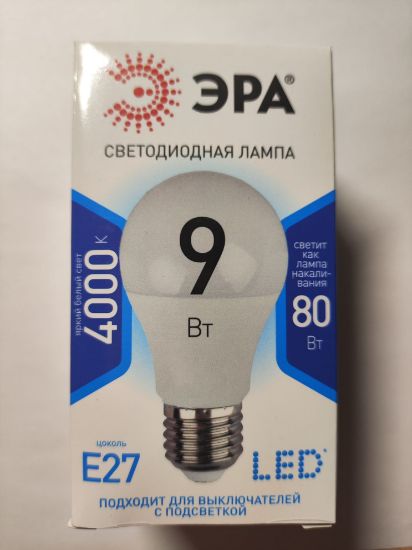 ЭРА®
СВЕТОДИОДНАЯ ЛАМПА
4000 К
яркий белый свет
9
Вт
светит
как
лампа
накали-
вания
80
Вт
цоколь
E27
LED
ПОДХОДИТ ДЛЯ ВЫКЛЮЧАТЕЛЕЙ
С ПОДСВЕТКОЙ